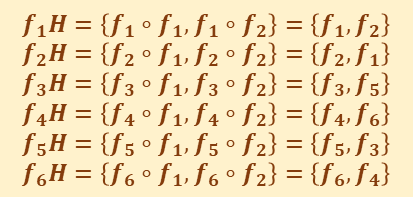 f₁H = {f₁ ∘ f₁, f₁ ∘ f₂} = {f₁, f₂}
f₂H = {f₂ ∘ f₁, f₂ ∘ f₂} = {f₂, f₁}
f₃H = {f₃ ∘ f₁, f₃ ∘ f₂} = {f₃, f₅}
f₄H = {f₄ ∘ f₁, f₄ ∘ f₂} = {f₄, f₆}
f₅H = {f₅ ∘ f₁, f₅ ∘ f₂} = {f₅, f₃}
f₆H = {f₆ ∘ f₁, f₆ ∘ f₂} = {f₆, f₄}